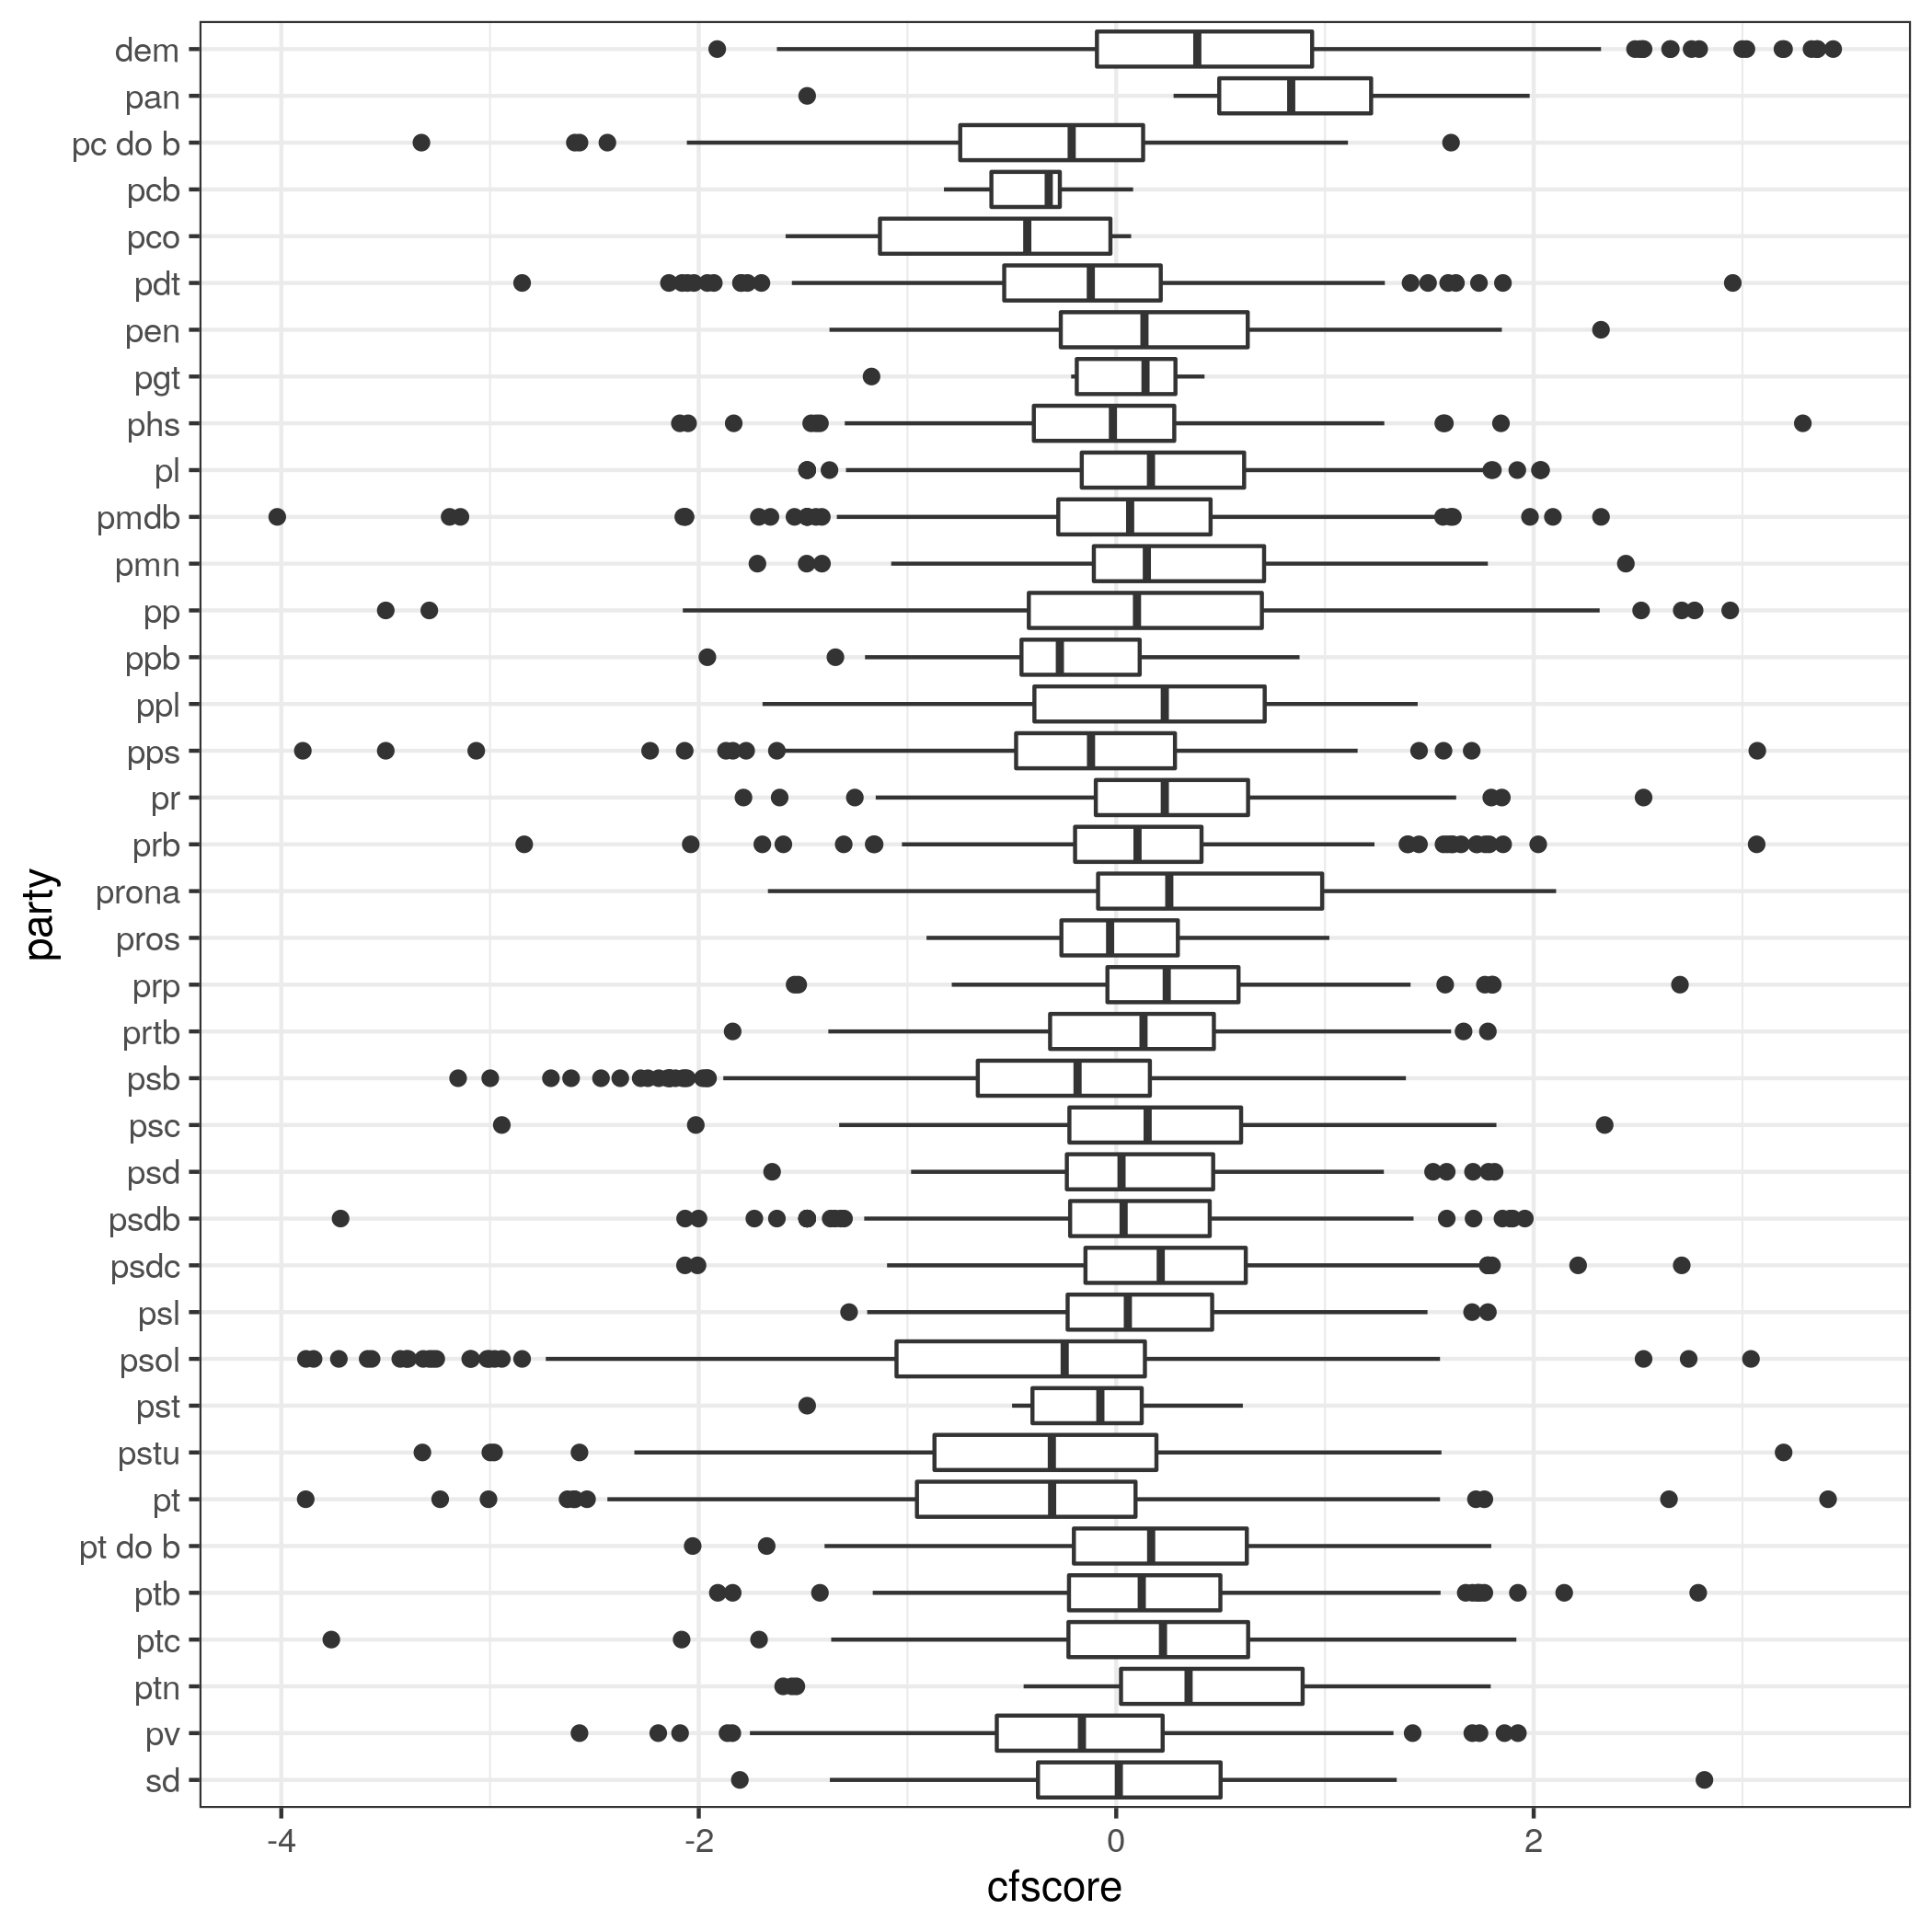 party
dem
pan
pc do b
pcb
pco
pdt
pen
pgt
phs
pl
pmdb
pmn
pp
ppb
ppl
pps
pr
prb
prona
pros
prp
prtb
psb
psc
psd
psdb
psdc
psl
psol
pst
pstu
pt
pt do b
ptb
ptc
ptn
pv
sd
-4 -2 0 2
cfscore